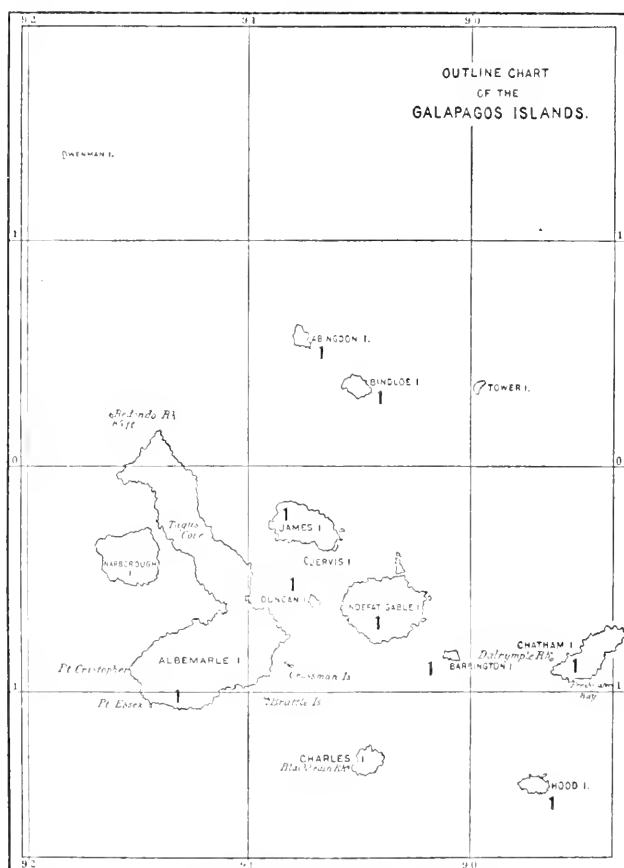 92 91 90
OUTLINE CHART
OF THE
GALAPAGOS ISLANDS.
WENMAN I.
1 1
ABINGDON I.
1
BINDLOE I
1
TOWER I.
Redondo Rk
0 0
1
JAMES I
Tagus
Cove
JERVIS I
NARBOROUGH
I
1
DUNCAN I
INDEFATIGABLE I
1
CHATHAM I
Dalrymple Rk
1
ALBEMARLE I
1
BARRINGTON I
Pt Cristopher
Crossman Is
1
1 1
Pt Essex
Brattle Is
Bay
CHARLES I
HOOD I.
1
92 91 90